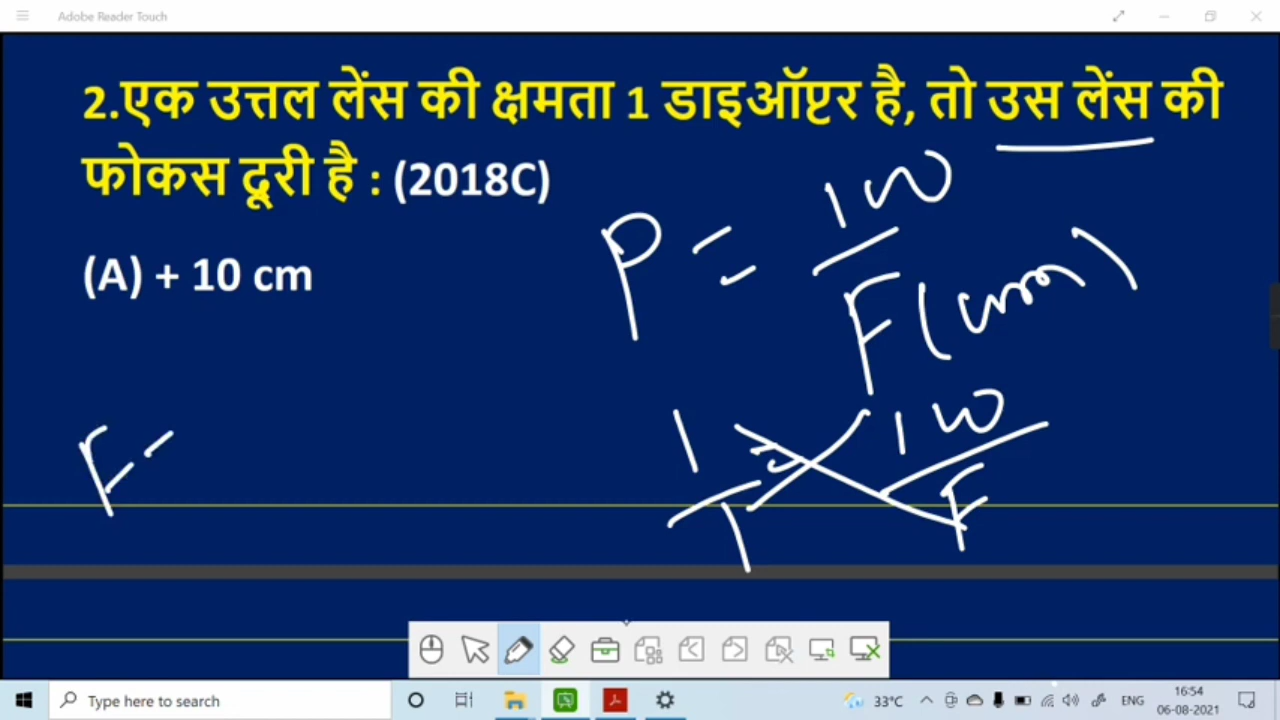 Adobe Reader Touch
2.एक उत्तल लेंस की क्षमता 1 डाइऑप्टर है, तो उस लेंस की
फोकस दूरी है : (2018C)
(A) + 10 cm
P = 100
F (cm)
1 = 100
1 F
F -
Type here to search
33°C
ENG
16:54
06-08-2021